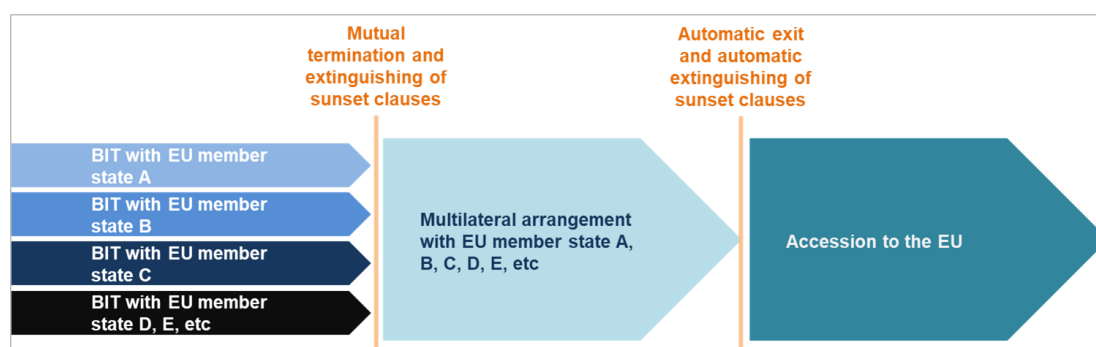 Mutual
termination and
extinguishing of
sunset clauses
Automatic exit
and automatic
extinguishing of
sunset clauses
BIT with EU member
state A
BIT with EU member
state B
BIT with EU member
state C
BIT with EU member
state D, E, etc
Multilateral arrangement
with EU member state A,
B, C, D, E, etc
Accession to the EU